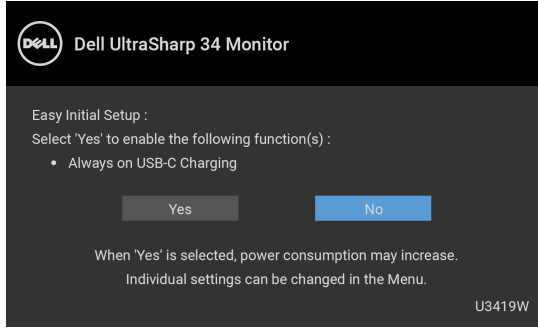 DELL
Dell UltraSharp 34 Monitor
Easy Initial Setup :
Select 'Yes' to enable the following function(s) :
• Always on USB-C Charging
Yes No
When 'Yes' is selected, power consumption may increase.
Individual settings can be changed in the Menu.
U3419W